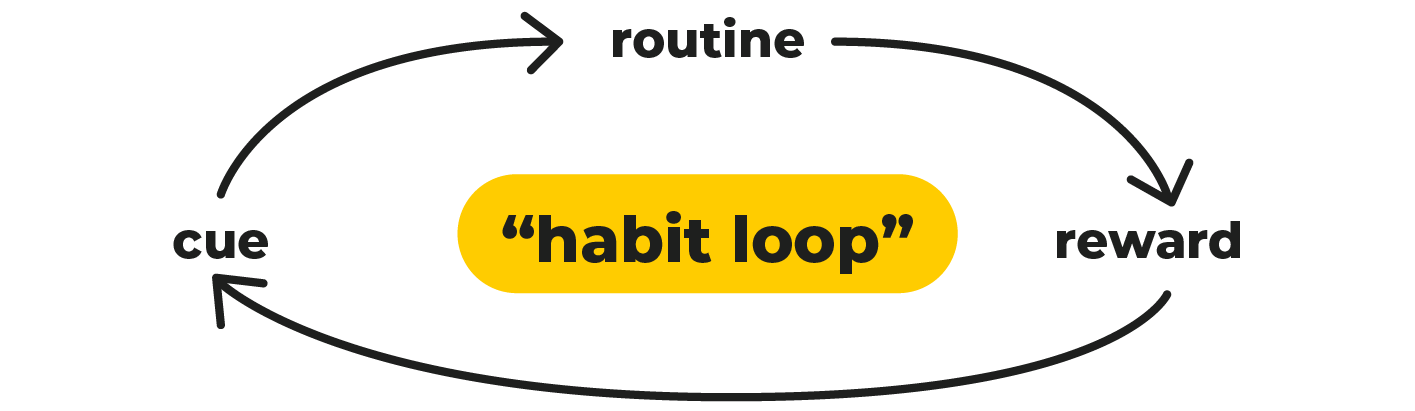 routine
cue
“habit loop”
reward